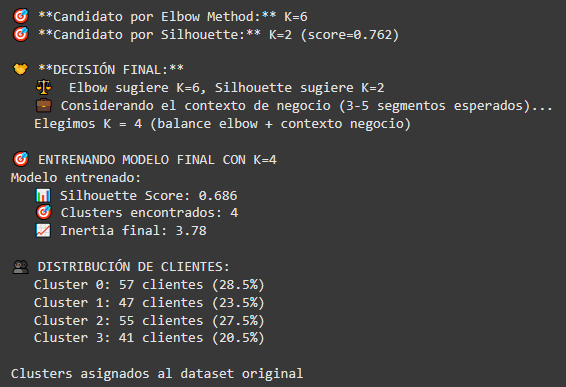 🎯 **Candidato por Elbow Method:** K=6
🎯 **Candidato por Silhouette:** K=2 (score=0.762)
🤝 **DECISIÓN FINAL:**
⚖️ Elbow sugiere K=6, Silhouette sugiere K=2
💼 Considerando el contexto de negocio (3-5 segmentos esperados)...
Elegimos K = 4 (balance elbow + contexto negocio)
🎯 ENTRENANDO MODELO FINAL CON K=4
Modelo entrenado:
📊 Silhouette Score: 0.686
🎯 Clusters encontrados: 4
📈 Inertia final: 3.78
👥 DISTRIBUCIÓN DE CLIENTES:
Cluster 0: 57 clientes (28.5%)
Cluster 1: 47 clientes (23.5%)
Cluster 2: 55 clientes (27.5%)
Cluster 3: 41 clientes (20.5%)
Clusters asignados al dataset original